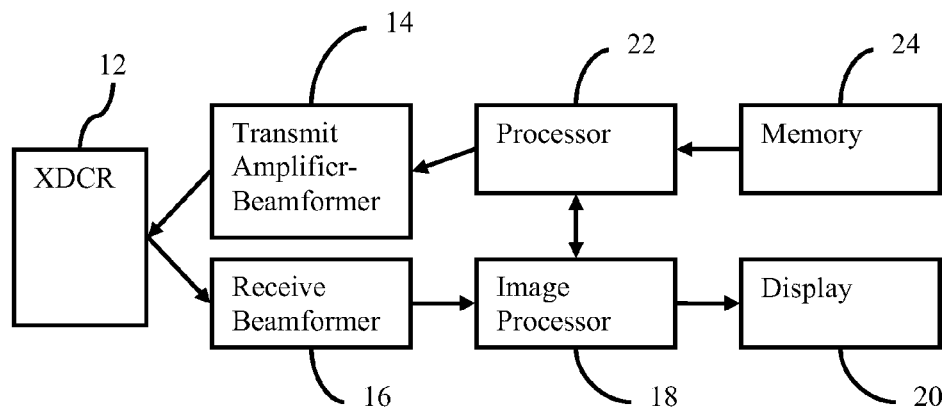 12
14
22
24
XDCR
Transmit
Amplifier-
Beamformer
Processor
Memory
Receive
Beamformer
Image
Processor
Display
16
18
20